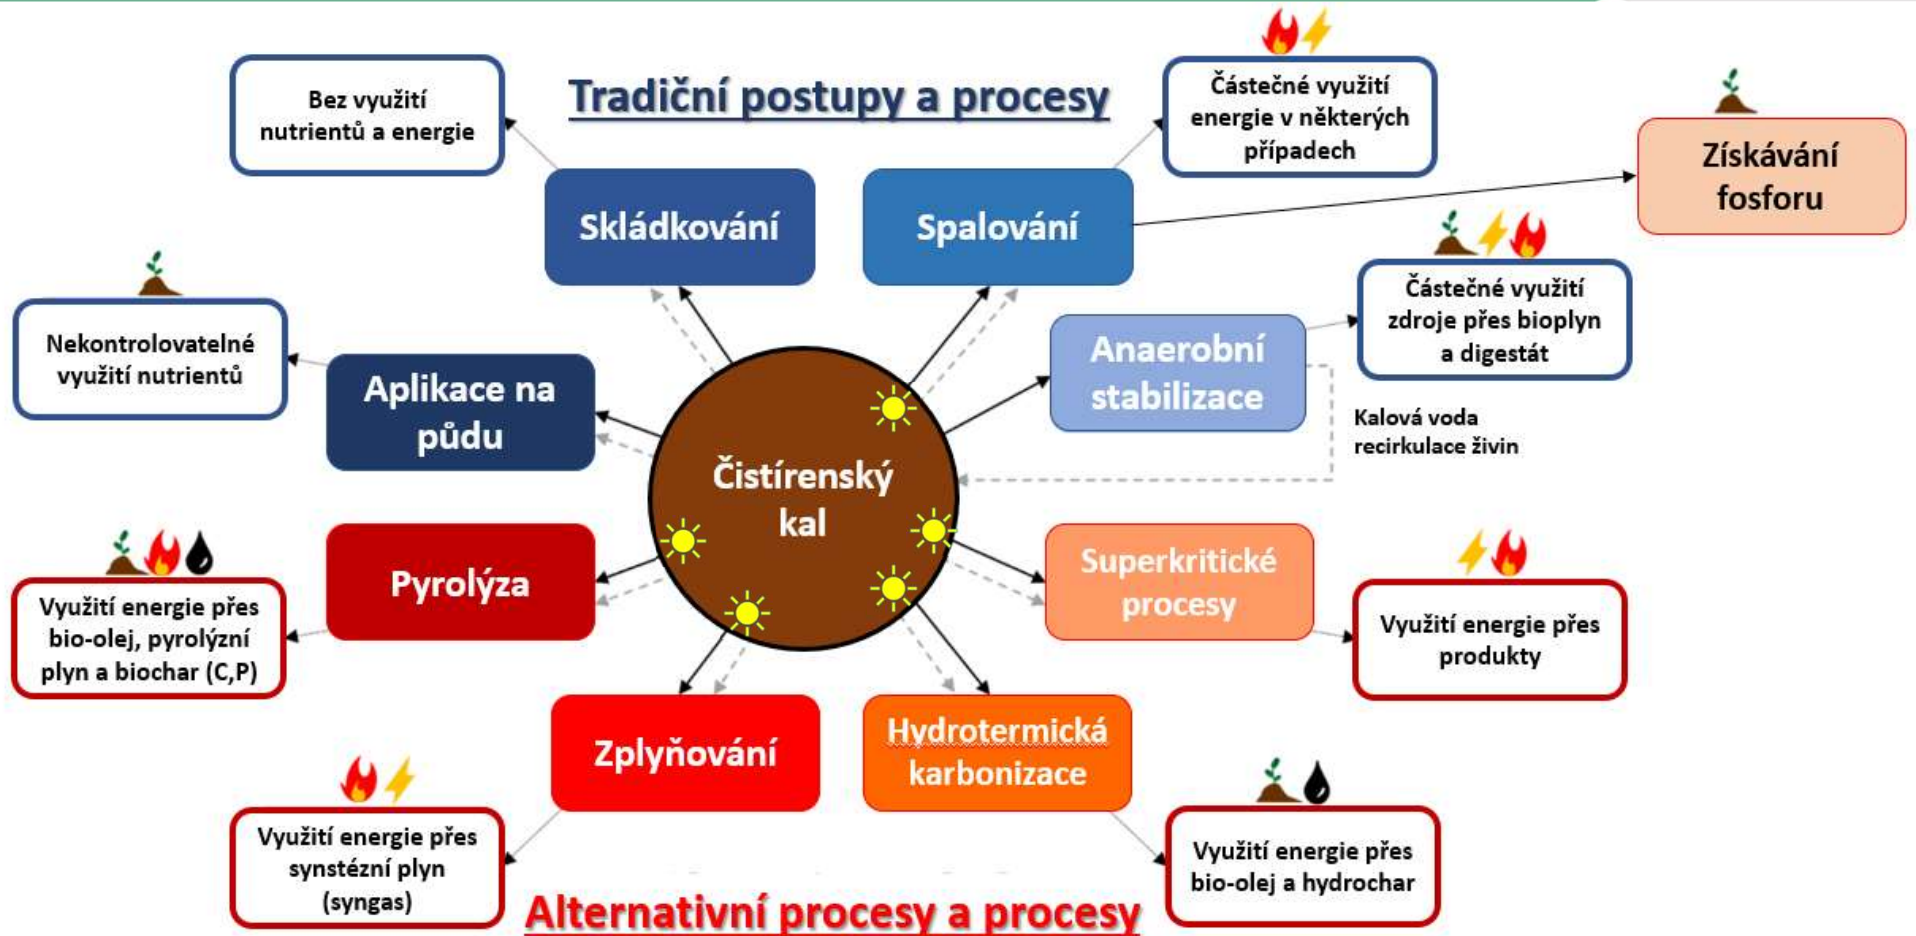 Tradiční postupy a procesy
Bez využití
nutrientů a energie
Částečné využití
energie v některých
případech
Získávání
fosforu
Skládkování
Spalování
Částečné využití
zdroje přes bioplyn
a digestát
Nekontrolovatelné
využití nutrientů
Aplikace na
půdu
Anaerobní
stabilizace
Kalová voda
recirkulace živin
Čistírenský
kal
Pyrolýza
Superkritické
procesy
Využití energie přes
bio-olej, pyrolýzní
plyn a biochar (C,P)
Využití energie přes
produkty
Zplyňování
Hydrotermická
karbonizace
Využití energie přes
synstézní plyn
(syngas)
Využití energie přes
bio-olej a hydrochar
Alternativní procesy a procesy